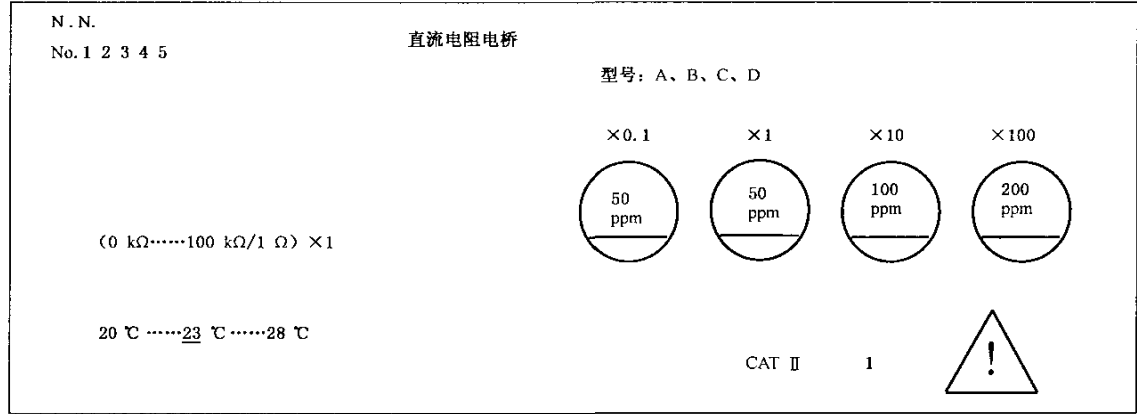 N.N.
No. 1 2 3 4 5
直流电阻电桥
型号：A、B、C、D
×0.1 ×1 ×10 ×100
50 50 100 200
ppm ppm ppm ppm
(0 kΩ……100 kΩ/1 Ω) ×1
20 ℃ ……23 ℃ ……28 ℃
CAT Ⅱ 1 !